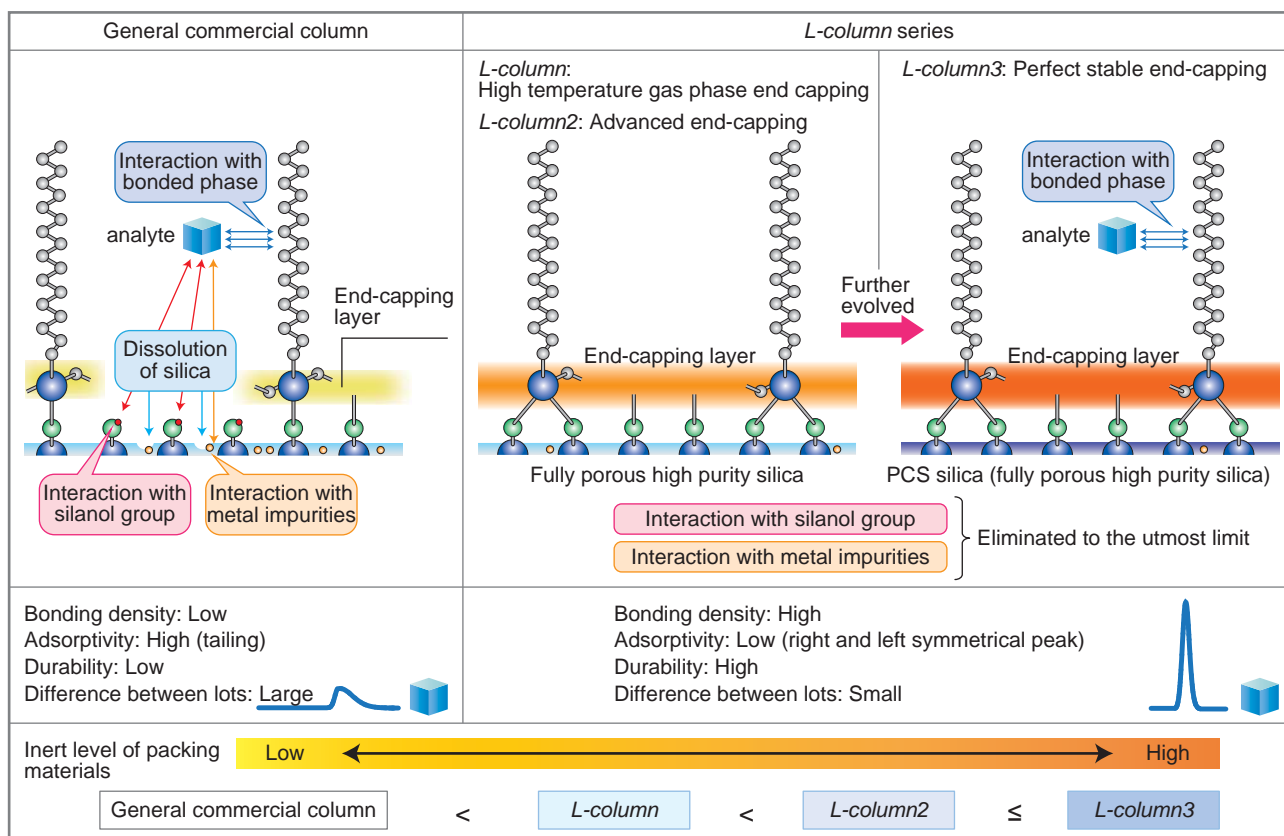 General commercial column
L-column series
Interaction with
bonded phase
analyte
End-capping
layer
Dissolution
of silica
Interaction with
silanol group
Interaction with
metal impurities
L-column:
High temperature gas phase end capping
L-column2: Advanced end-capping
End-capping layer
Fully porous high purity silica
Further
evolved
L-column3: Perfect stable end-capping
Interaction with
bonded phase
analyte
End-capping layer
PCS silica (fully porous high purity silica)
Interaction with silanol group
Interaction with metal impurities
Eliminated to the utmost limit
Bonding density: Low
Adsorptivity: High (tailing)
Durability: Low
Difference between lots: Large
Bonding density: High
Adsorptivity: Low (right and left symmetrical peak)
Durability: High
Difference between lots: Small
Inert level of packing
materials
Low
High
General commercial column < L-column < L-column2 ≤ L-column3